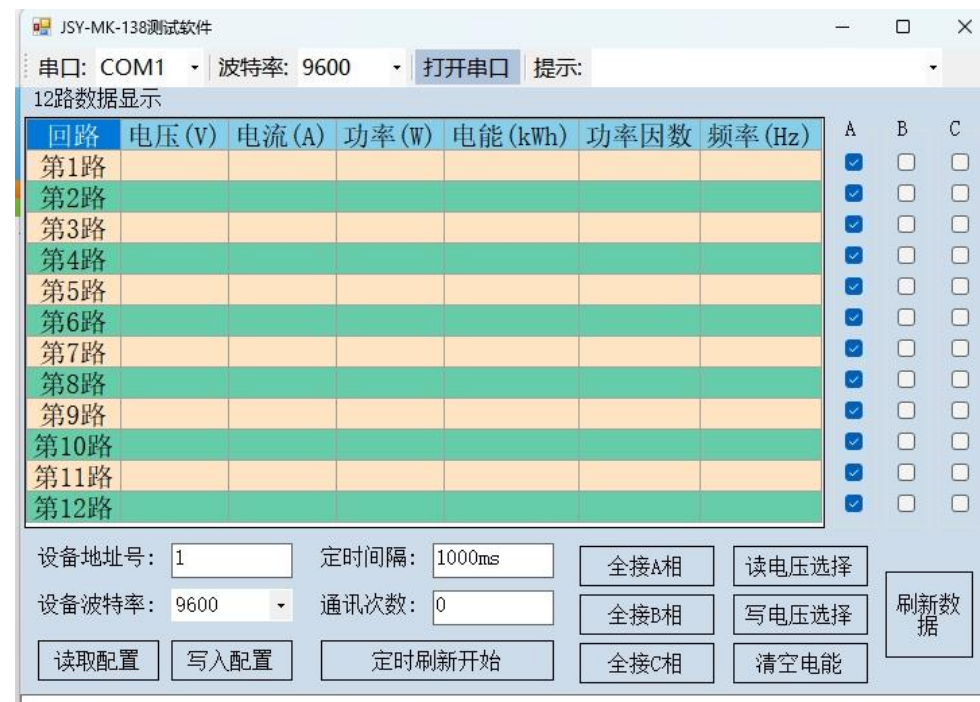 JSY-MK-138测试软件
串口: COM1 波特率: 9600 打开串口 提示:
12路数据显示
回路 电压(V) 电流(A) 功率(W) 电能(kWh) 功率因数 频率(Hz) A B C
第1路
第2路
第3路
第4路
第5路
第6路
第7路
第8路
第9路
第10路
第11路
第12路
设备地址号: 1 定时间隔: 1000ms 全接A相 读电压选择
设备波特率: 9600 通讯次数: 0 全接B相 写电压选择 刷新数据
读取配置 写入配置 定时刷新开始 全接C相 清空电能